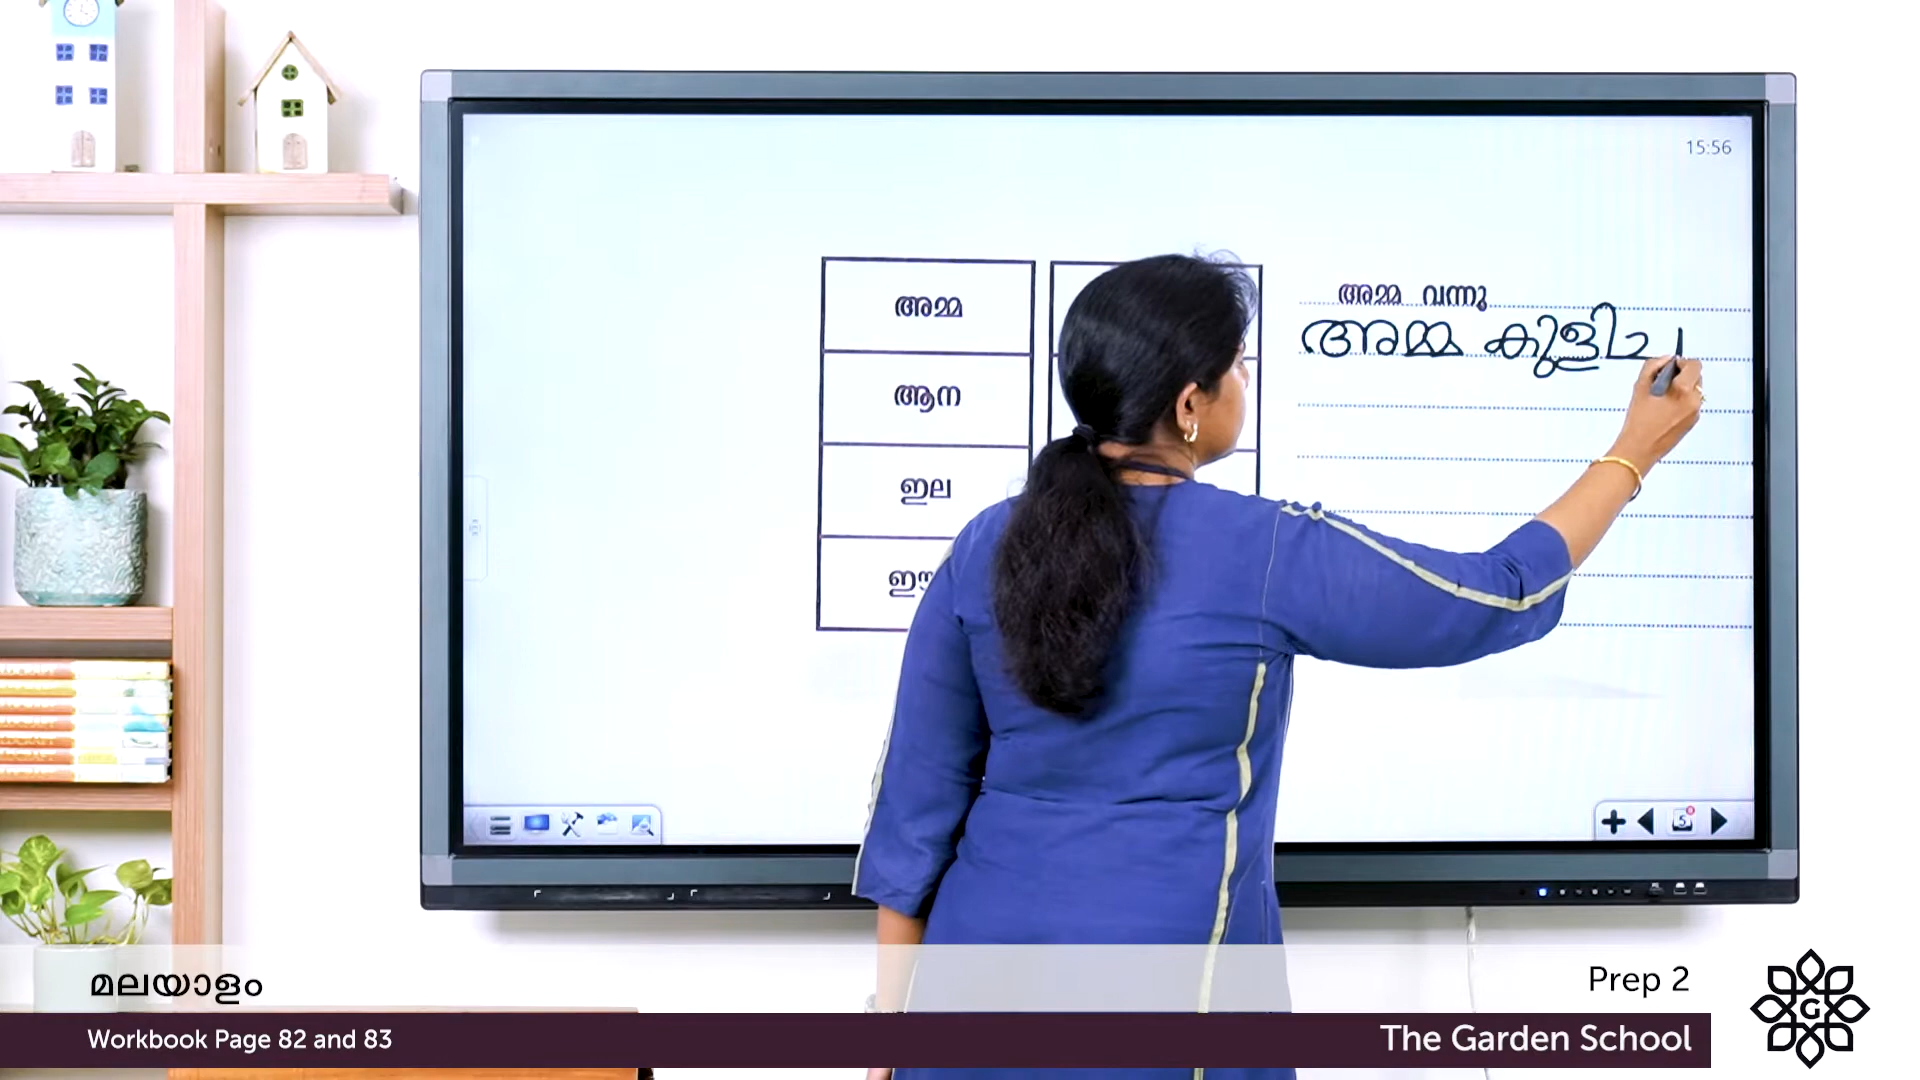 15:56
അമ്മ
ആന
ഇല
അമ്മ വന്നു
അമ്മ കുളിച
5
മലയാളം
Prep 2
Workbook Page 82 and 83
The Garden School
G